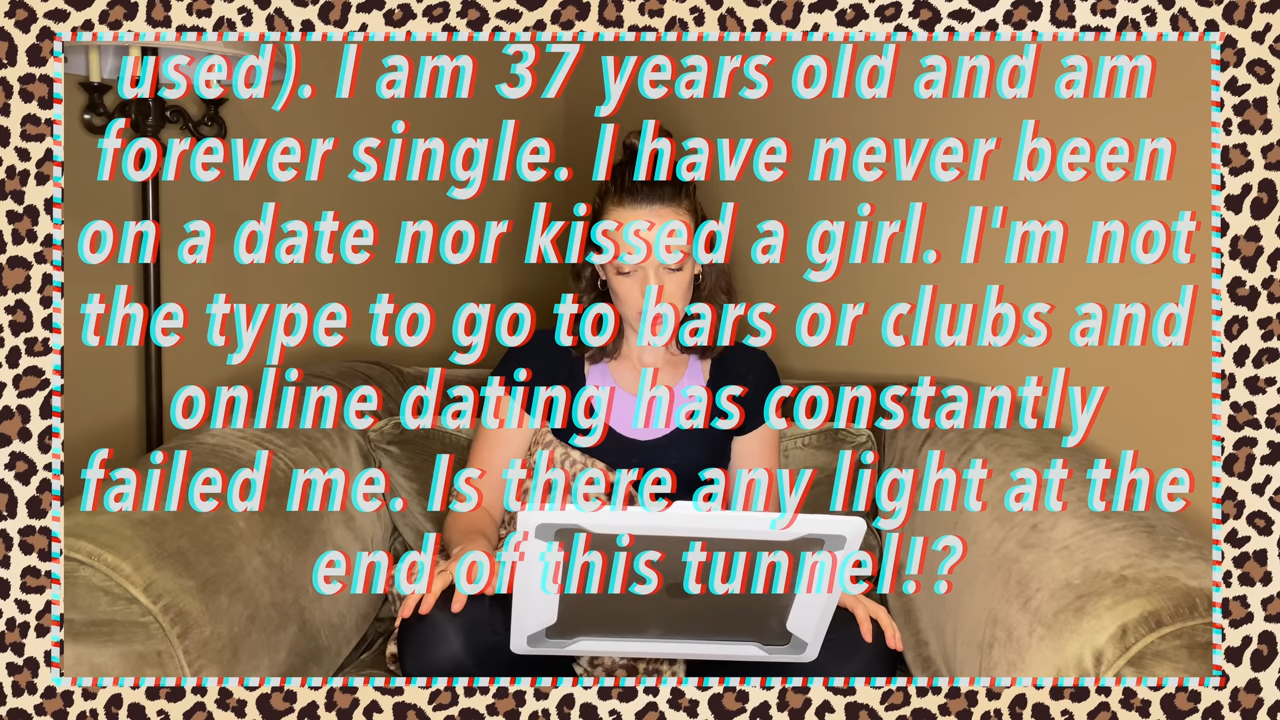 used). I am 37 years old and am
forever single. I have never been
on a date nor kissed a girl. I'm not
the type to go to bars or clubs and
online dating has constantly
failed me. Is there any light at the
end of this tunnel!?